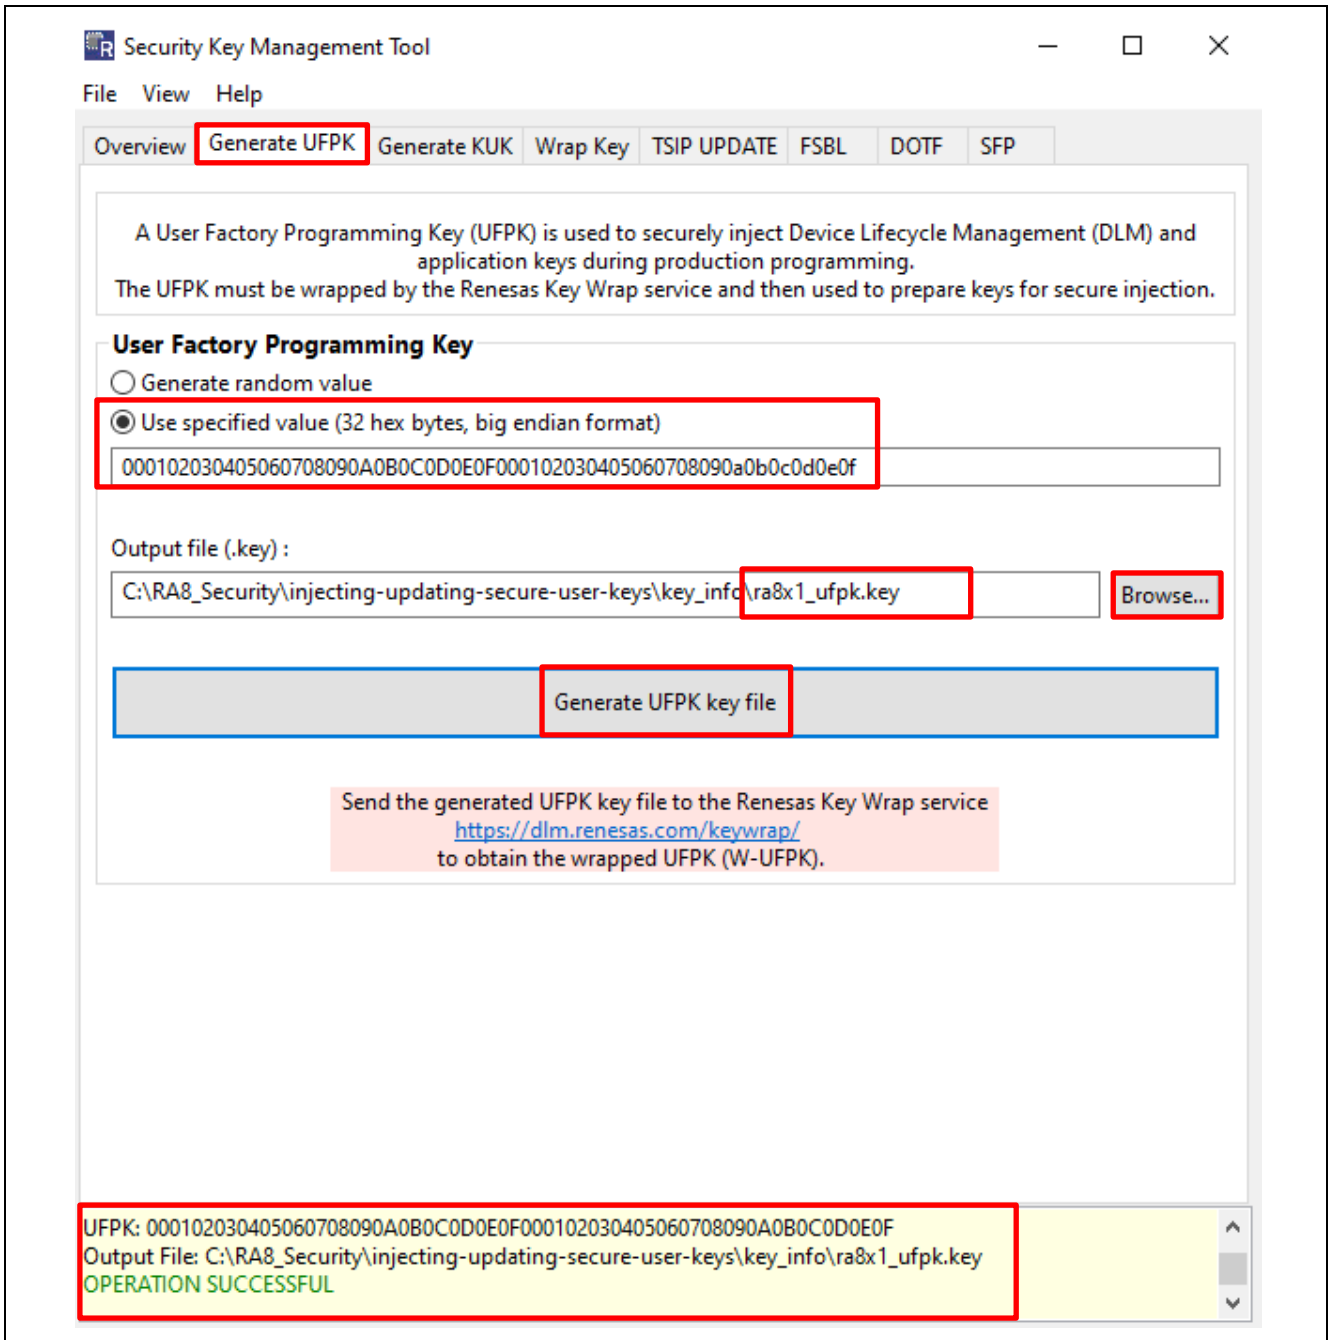 Security Key Management Tool
File View Help
Overview Generate UFPK Generate KUK Wrap Key TSIP UPDATE FSBL DOTF SFP
A User Factory Programming Key (UFPK) is used to securely inject Device Lifecycle Management (DLM) and
application keys during production programming.
The UFPK must be wrapped by the Renesas Key Wrap service and then used to prepare keys for secure injection.
User Factory Programming Key
Generate random value
Use specified value (32 hex bytes, big endian format)
000102030405060708090A0B0C0D0E0F000102030405060708090a0b0c0d0e0f
Output file (.key) :
C:\RA8_Security\injecting-updating-secure-user-keys\key_info\ra8x1_ufpk.key
Browse...
Generate UFPK key file
Send the generated UFPK key file to the Renesas Key Wrap service
https://dlm.renesas.com/keywrap/
to obtain the wrapped UFPK (W-UFPK).
UFPK: 000102030405060708090A0B0C0D0E0F000102030405060708090A0B0C0D0E0F
Output File: C:\RA8_Security\injecting-updating-secure-user-keys\key_info\ra8x1_ufpk.key
OPERATION SUCCESSFUL